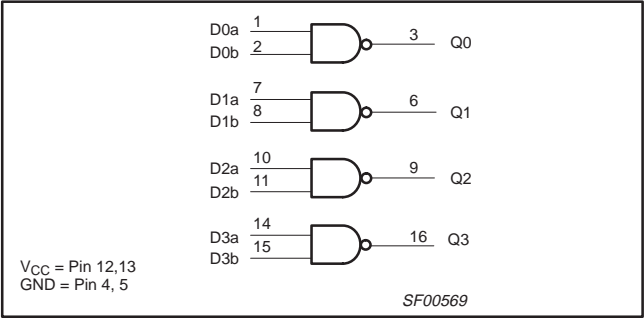 D0a 1
D0b 2
3 Q0
D1a 7
D1b 8
6 Q1
D2a 10
D2b 11
9 Q2
D3a 14
D3b 15
16 Q3
VCC = Pin 12,13
GND = Pin 4, 5
SF00569